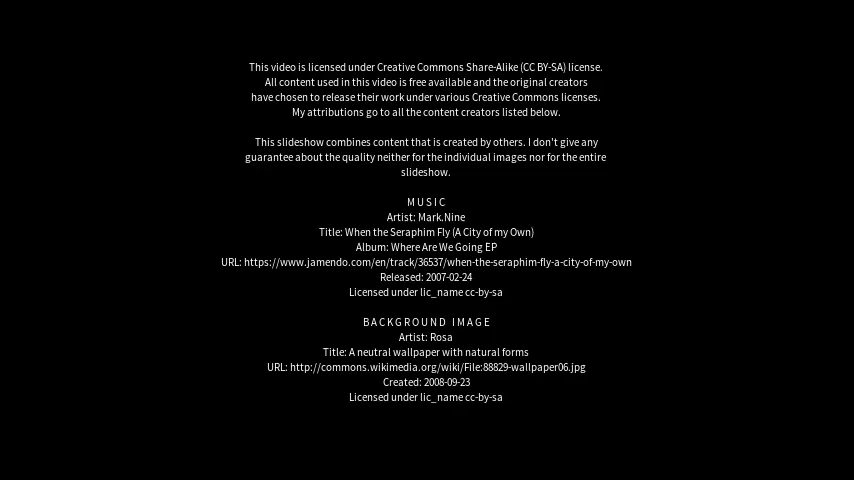 This video is licensed under Creative Commons Share-Alike (CC BY-SA) license.
All content used in this video is free available and the original creators
have chosen to release their work under various Creative Commons licenses.
My attributions go to all the content creators listed below.
This slideshow combines content that is created by others. I don't give any
guarantee about the quality neither for the individual images nor for the entire
slideshow.
MUSIC
Artist: Mark.Nine
Title: When the Seraphim Fly (A City of my Own)
Album: Where Are We Going EP
URL: https://www.jamendo.com/en/track/36537/when-the-seraphim-fly-a-city-of-my-own
Released: 2007-02-24
Licensed under lic_name cc-by-sa
BACKGROUND IMAGE
Artist: Rosa
Title: A neutral wallpaper with natural forms
URL: http://commons.wikimedia.org/wiki/File:88829-wallpaper06.jpg
Created: 2008-09-23
Licensed under lic_name cc-by-sa